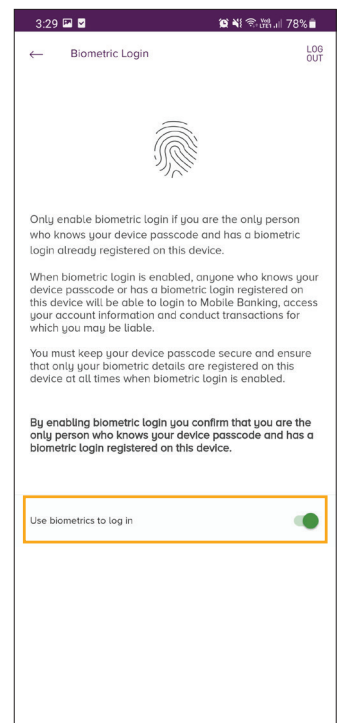 3:29 78%
Biometric Login
LOG
OUT
Only enable biometric login if you are the only person
who knows your device passcode and has a biometric
login already registered on this device.
When biometric login is enabled, anyone who knows your
device passcode or has a biometric login registered on
this device will be able to login to Mobile Banking, access
your account information and conduct transactions for
which you may be liable.
You must keep your device passcode secure and ensure
that only your biometric details are registered on this
device at all times when biometric login is enabled.
By enabling biometric login you confirm that you are the
only person who knows your device passcode and has a
biometric login registered on this device.
Use biometrics to log in